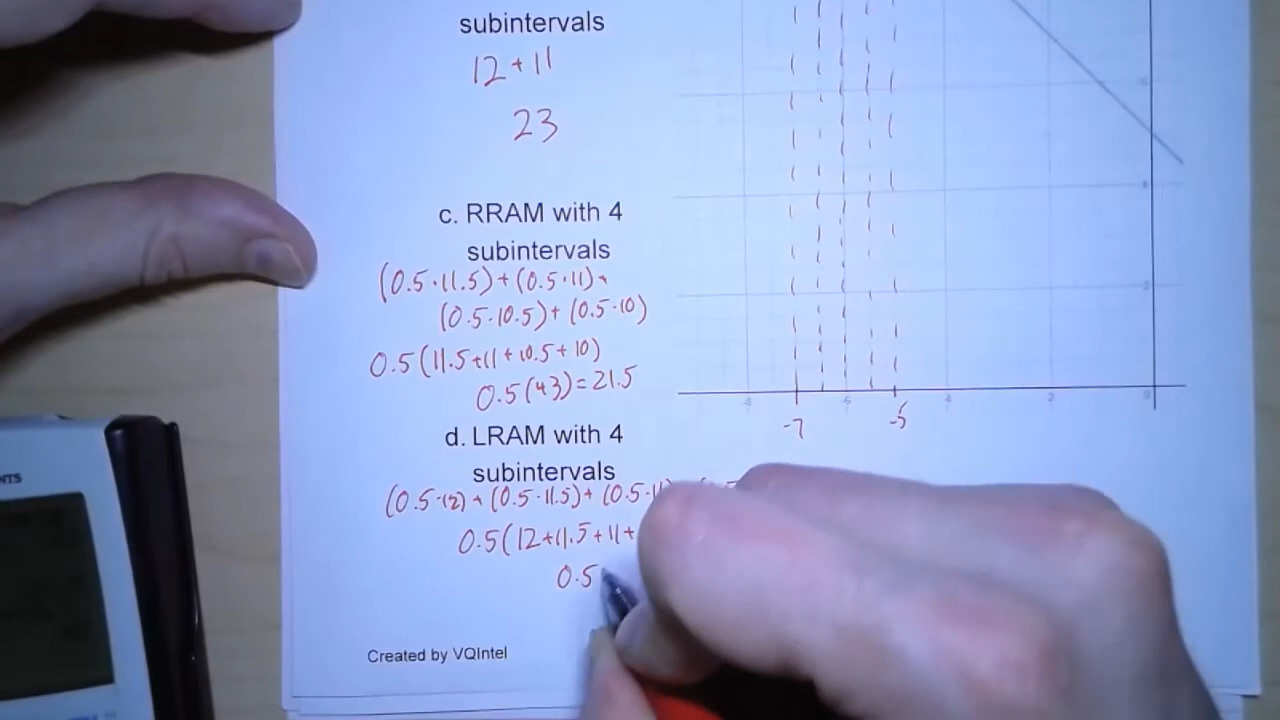 subintervals
12 + 11
23
c. RRAM with 4
subintervals
(0.5·11.5)+(0.5·11)+
(0.5·10.5)+(0.5·10)
0.5(11.5+11+10.5+10)
0.5(43)=21.5
d. LRAM with 4
subintervals
(0.5·12)+(0.5·11.5)+(0.5·11
0.5(12+11.5+11+
0.5
Created by VQIntel
-7
-5
NTS